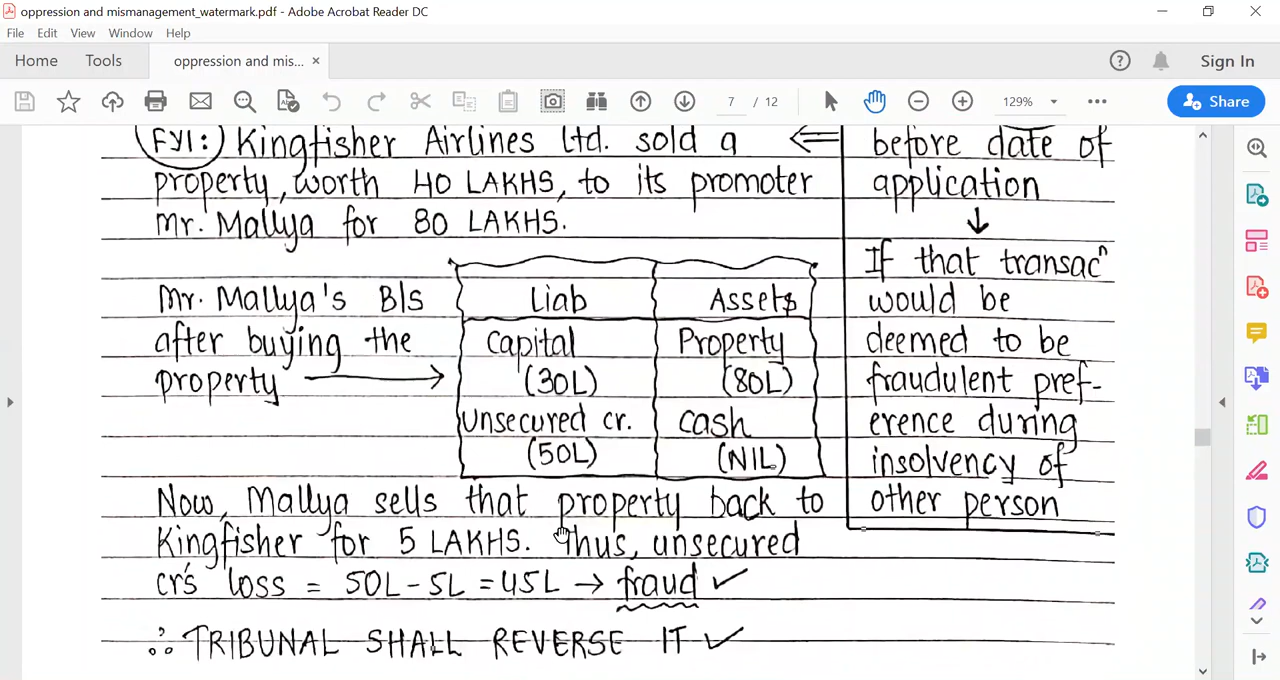 oppression and mismanagement_watermark.pdf - Adobe Acrobat Reader DC
File Edit View Window Help
Home Tools oppression and mis... ×
7 / 12 129% Share
Sign In
FYI: Kingfisher Airlines Ltd. sold a
property, worth 40 LAKHS, to its promoter
Mr. Mallya for 80 LAKHS.
Mr. Mallya's B/s
after buying the
property
Liab Assets
Capital Property
(30L) (80L)
Unsecured cr. cash
(50L) (NIL)
Now, Mallya sells that property back to
Kingfisher for 5 LAKHS. Thus, unsecured
cr's loss = 50L - 5L = 45L → fraud ✓
∴ TRIBUNAL SHALL REVERSE IT ✓
before date of
application
↓
If that transacⁿ
would be
deemed to be
fraudulent pref-
erence during
insolvency of
other person